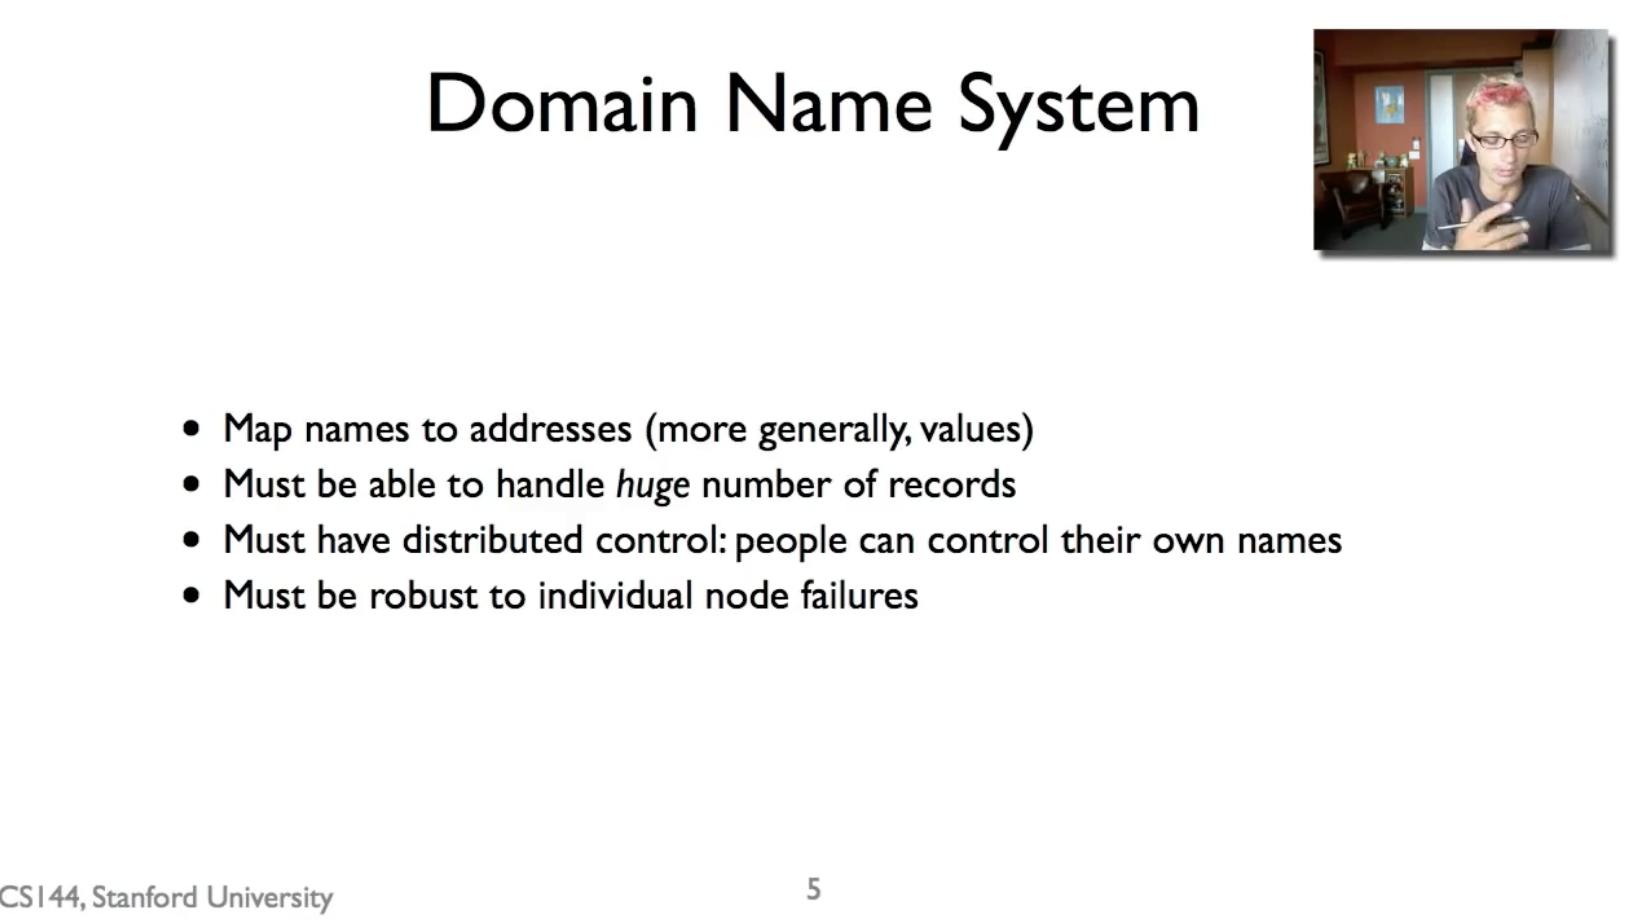 Domain Name System
• Map names to addresses (more generally, values)
• Must be able to handle huge number of records
• Must have distributed control: people can control their own names
• Must be robust to individual node failures
CS144, Stanford University
5